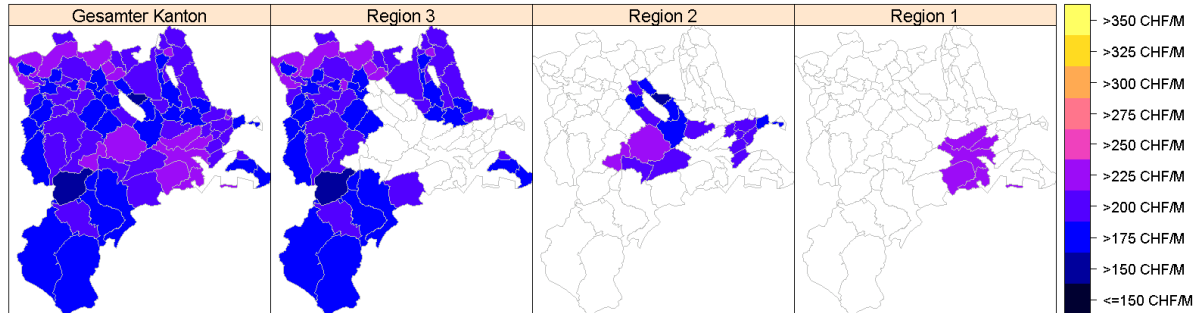 Gesamter Kanton
Region 3
Region 2
Region 1
>350 CHF/M
>325 CHF/M
>300 CHF/M
>275 CHF/M
>250 CHF/M
>225 CHF/M
>200 CHF/M
>175 CHF/M
>150 CHF/M
<=150 CHF/M